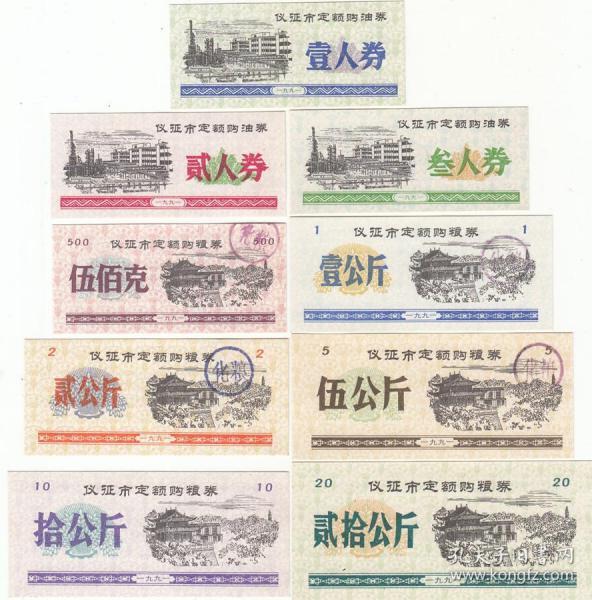 仪征市定额购油券
壹人券
一九九一
仪征市定额购油券
贰人券
一九九一
仪征市定额购油券
叁人券
一九九一
500 仪征市定额购粮券 500
伍佰克
一九九一
1 仪征市定额购粮券 1
壹公斤
一九九一
2 仪征市定额购粮券 2
化粮
贰公斤
一九九一
5 仪征市定额购粮券 5
伍公斤
一九九一
10 仪征市定额购粮券 10
拾公斤
一九九一
20 仪征市定额购粮券 20
贰拾公斤
一九九一
孔夫子旧书网
www.kongfz.com